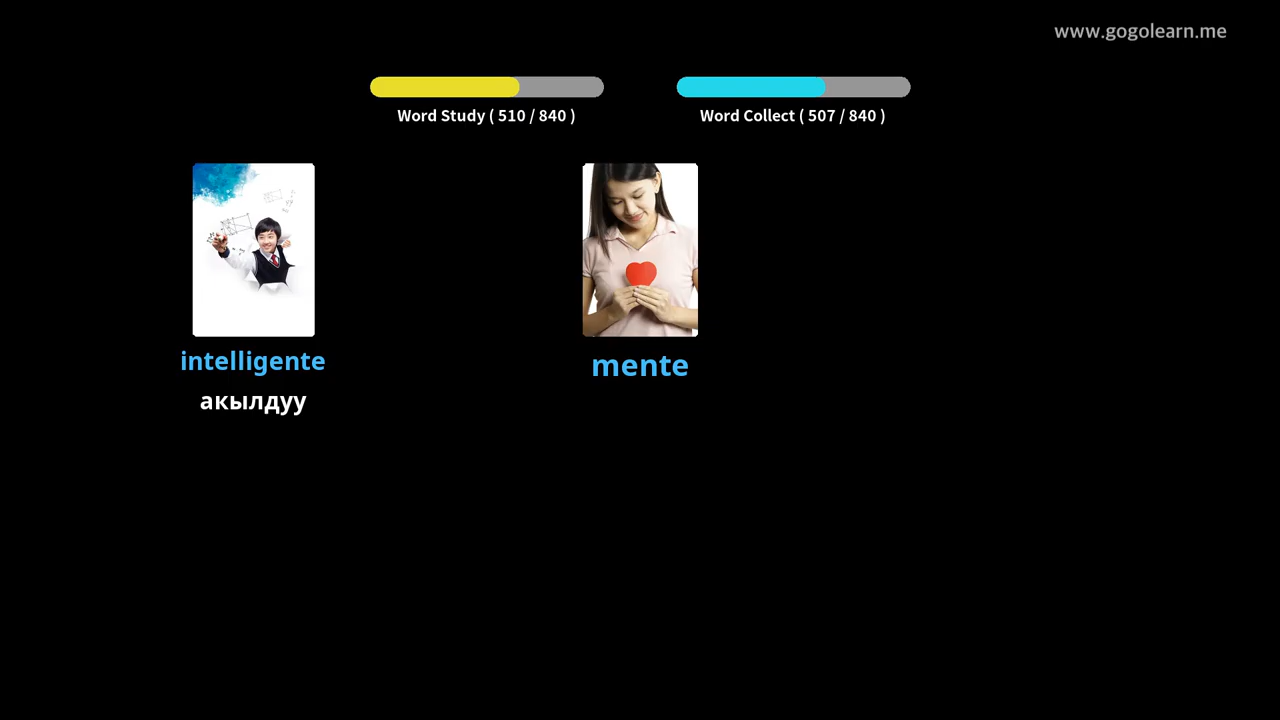 www.gogolearn.me
Word Study ( 510 / 840 )
Word Collect ( 507 / 840 )
intelligente
акылдуу
mente